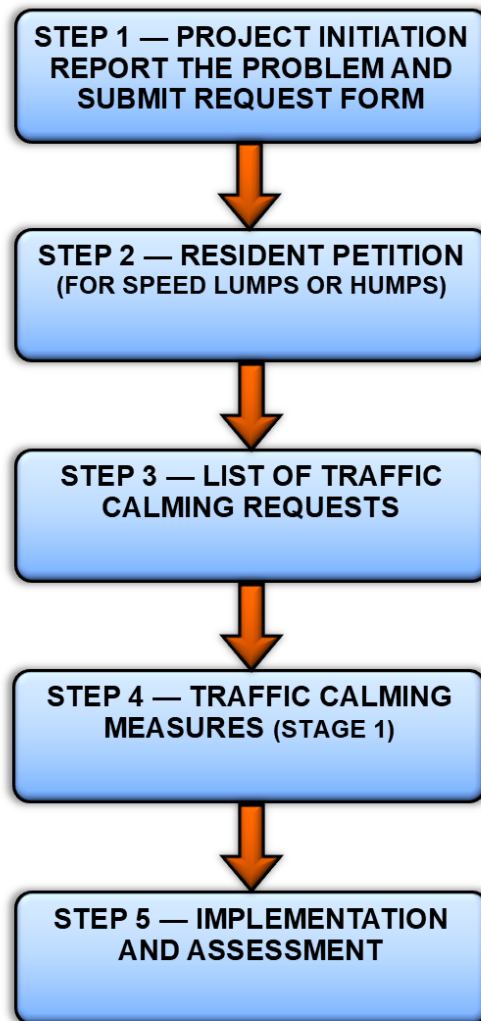 STEP 1 — PROJECT INITIATION
REPORT THE PROBLEM AND
SUBMIT REQUEST FORM
STEP 2 — RESIDENT PETITION
(FOR SPEED LUMPS OR HUMPS)
STEP 3 — LIST OF TRAFFIC
CALMING REQUESTS
STEP 4 — TRAFFIC CALMING
MEASURES (STAGE 1)
STEP 5 — IMPLEMENTATION
AND ASSESSMENT